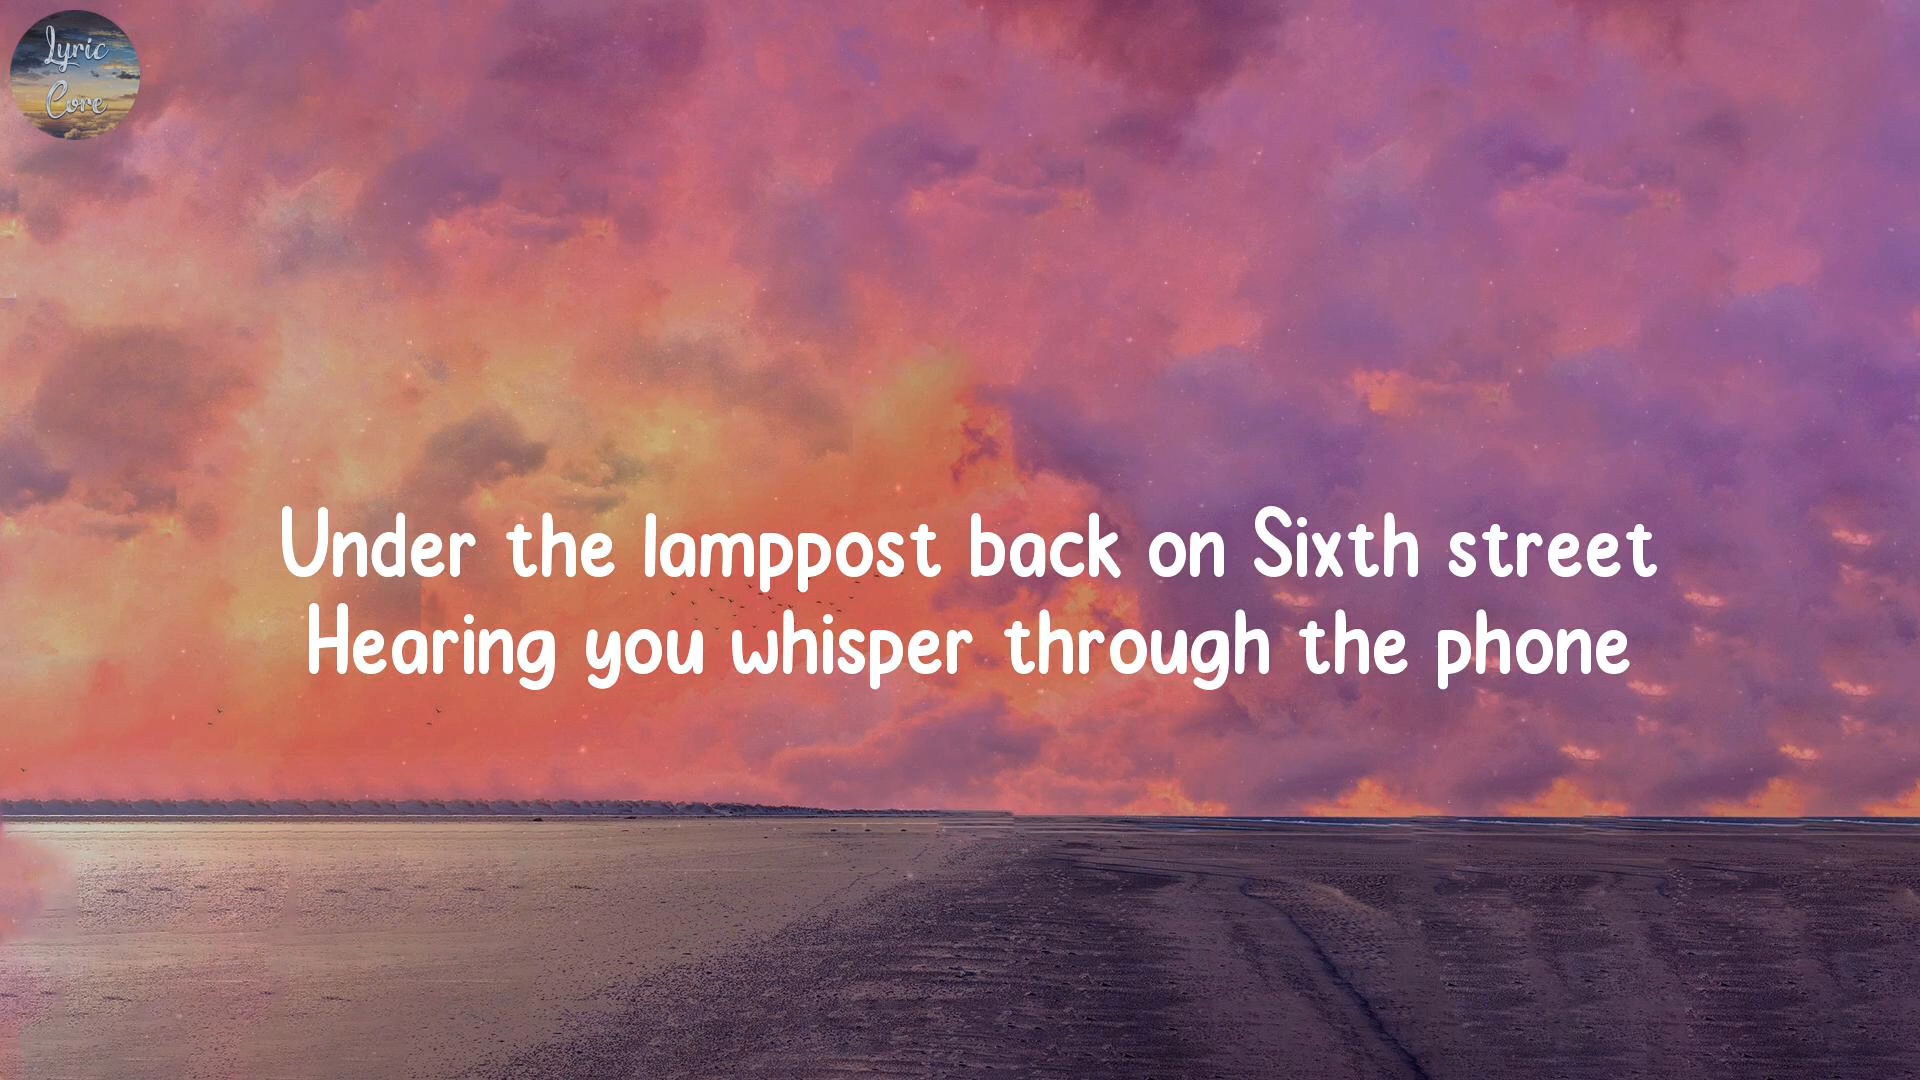 Lyric
Core
Under the lamppost back on Sixth street
Hearing you whisper through the phone